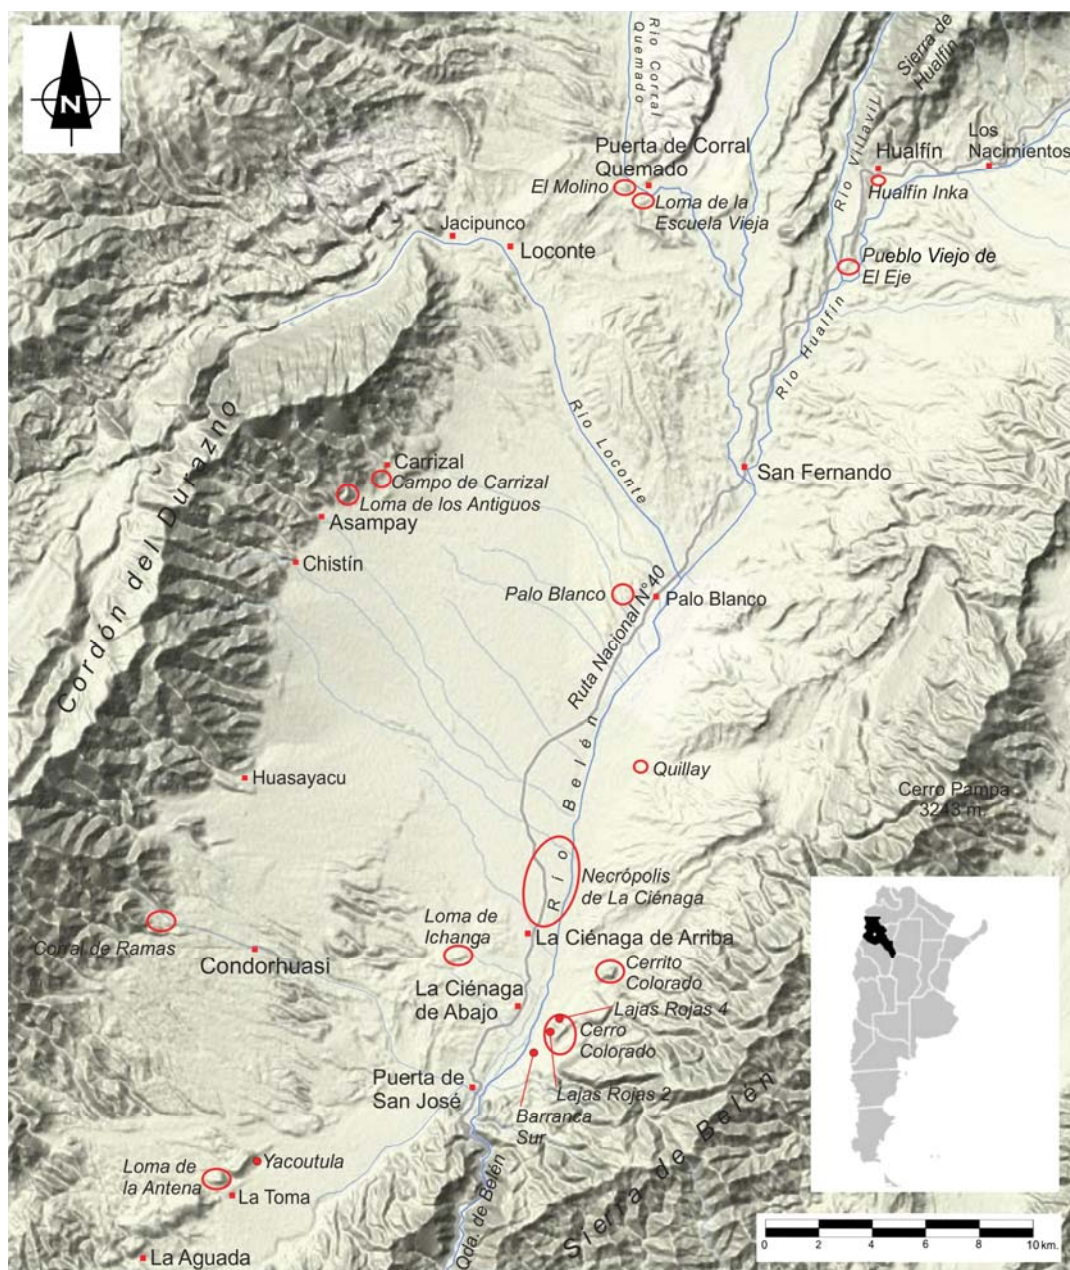 N
Río Corral
Quemado
Río Villavil
Sierra de
Hualfín
Los
Nacimientos
Hualfín
Hualfín Inka
Puerta de Corral
Quemado
El Molino
Loma de la
Escuela Vieja
Jacipunco
Loconte
Pueblo Viejo de
El Eje
Río Hualfín
Río Loconte
Cordón del Durazno
Carrizal
Campo de Carrizal
Loma de los Antiguos
Asampay
San Fernando
Chistín
Palo Blanco
Palo Blanco
Ruta Nacional N°40
Río Belén
Huasayacu
Quillay
Cerro Pampa
3243 m.
Necrópolis
de La Ciénaga
Loma de
Ichanga
La Ciénaga de Arriba
Corral de Ramas
Condorhuasi
Cerrito
Colorado
La Ciénaga
de Abajo
Lajas Rojas 4
Cerro
Colorado
Puerta de
San José
Lajas Rojas 2
Barranca
Sur
Sierra de Belén
Loma de
la Antena
Yacoutula
La Toma
Qda. de Belén
La Aguada
0 2 4 6 8 10 km.